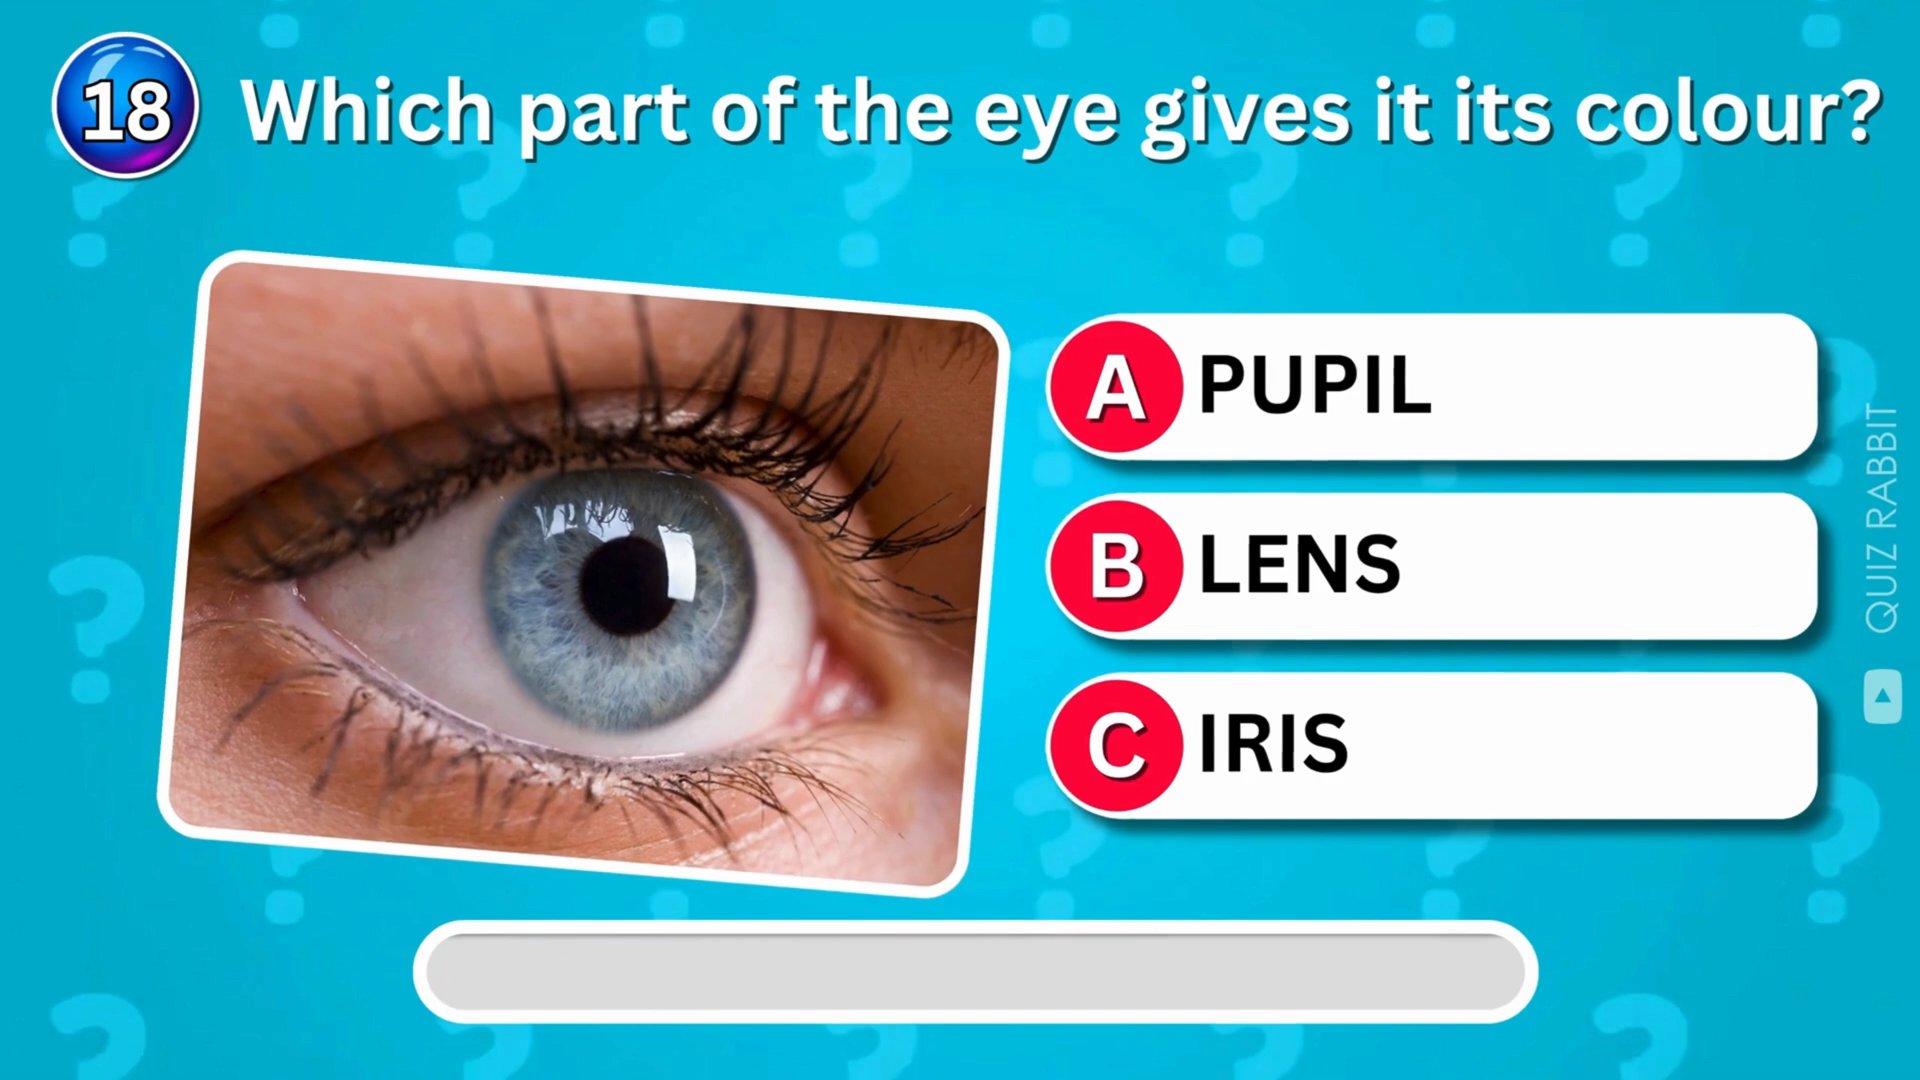 18
Which part of the eye gives it its colour?
A PUPIL
B LENS
C IRIS
QUIZ RABBIT